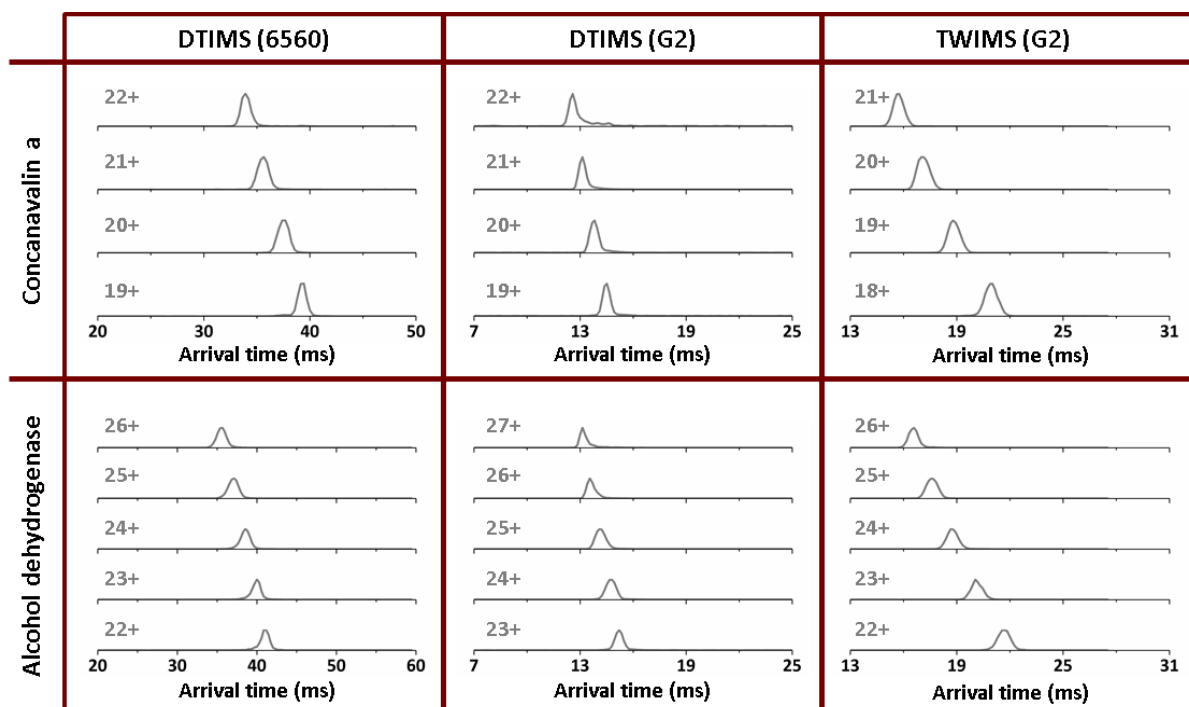 DTIMS (6560) DTIMS (G2) TWIMS (G2)
Concanavalin a
22+
21+
20+
19+
20 30 40 50
Arrival time (ms)
22+
21+
20+
19+
7 13 19 25
Arrival time (ms)
21+
20+
19+
18+
13 19 25 31
Arrival time (ms)
Alcohol dehydrogenase
26+
25+
24+
23+
22+
20 30 40 50 60
Arrival time (ms)
27+
26+
25+
24+
23+
7 13 19 25
Arrival time (ms)
26+
25+
24+
23+
22+
13 19 25 31
Arrival time (ms)